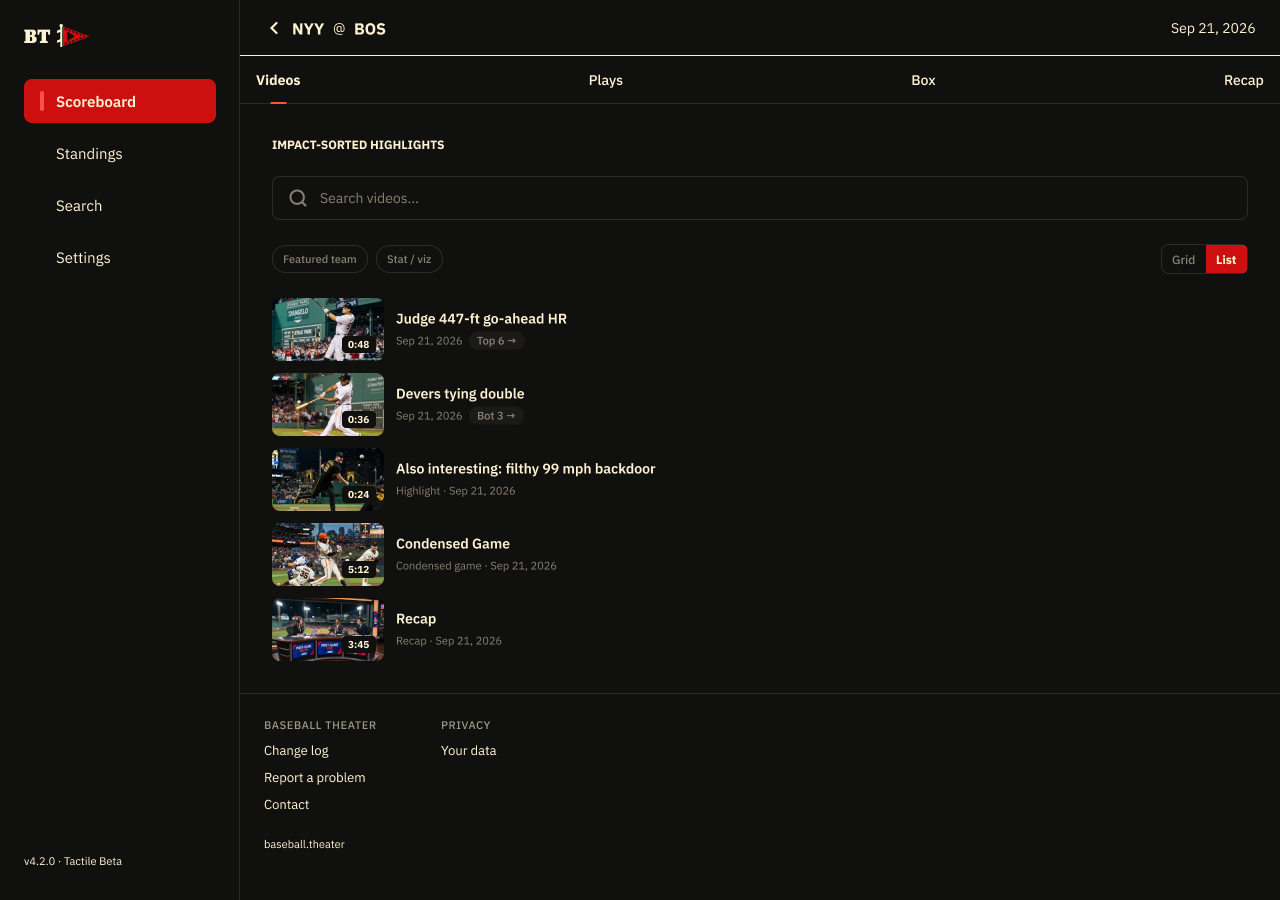 BT
NYY @ BOS
Sep 21, 2026
Scoreboard
Standings
Search
Settings
Videos
Plays
Box
Recap
IMPACT-SORTED HIGHLIGHTS
Search videos...
Featured team
Stat / viz
Grid
List
0:48
Judge 447-ft go-ahead HR
Sep 21, 2026 Top 6 →
0:36
Devers tying double
Sep 21, 2026 Bot 3 →
0:24
Also interesting: filthy 99 mph backdoor
Highlight · Sep 21, 2026
5:12
Condensed Game
Condensed game · Sep 21, 2026
3:45
Recap
Recap · Sep 21, 2026
BASEBALL THEATER
Change log
Report a problem
Contact
PRIVACY
Your data
baseball.theater
v4.2.0 · Tactile Beta